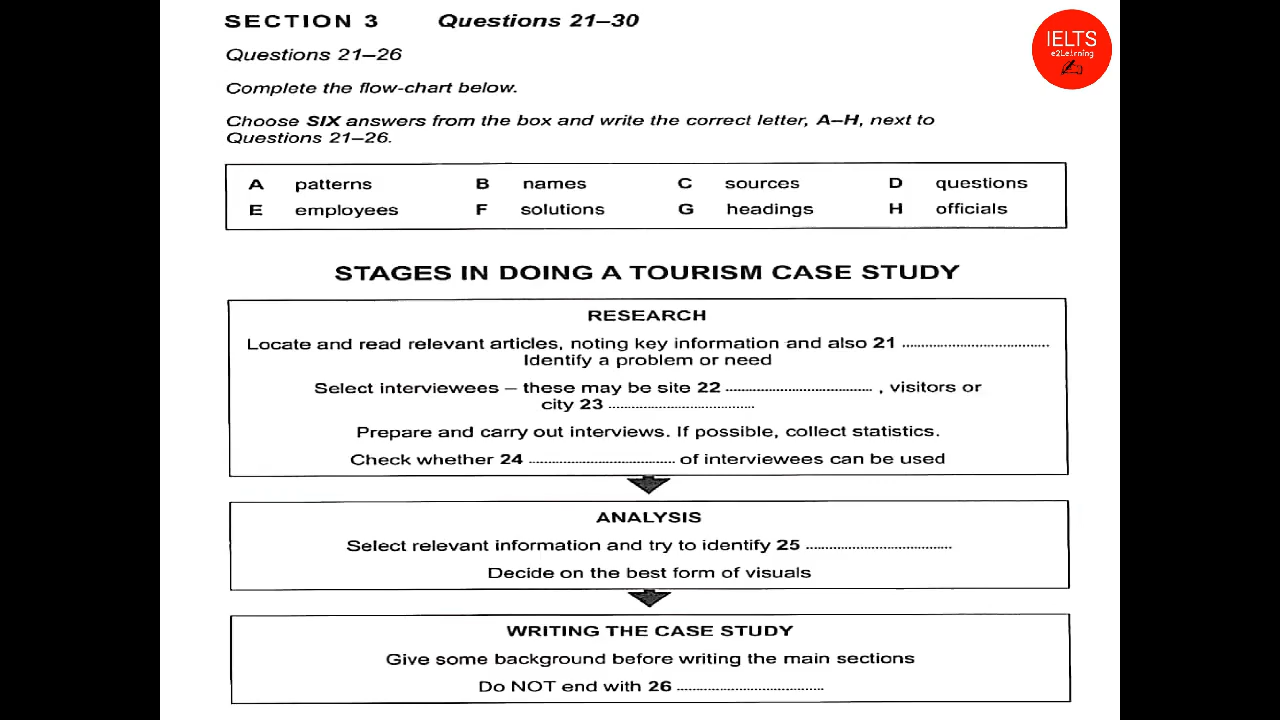 SECTION 3 Questions 21–30
IELTS
e2Le.rning
Questions 21–26
Complete the flow-chart below.
Choose SIX answers from the box and write the correct letter, A–H, next to
Questions 21–26.
A patterns B names C sources D questions
E employees F solutions G headings H officials
STAGES IN DOING A TOURISM CASE STUDY
RESEARCH
Locate and read relevant articles, noting key information and also 21 ................................................
Identify a problem or need
Select interviewees – these may be site 22 ................................................ , visitors or
city 23 ................................................
Prepare and carry out interviews. If possible, collect statistics.
Check whether 24 ................................................ of interviewees can be used
ANALYSIS
Select relevant information and try to identify 25 ................................................
Decide on the best form of visuals
WRITING THE CASE STUDY
Give some background before writing the main sections
Do NOT end with 26 ................................................